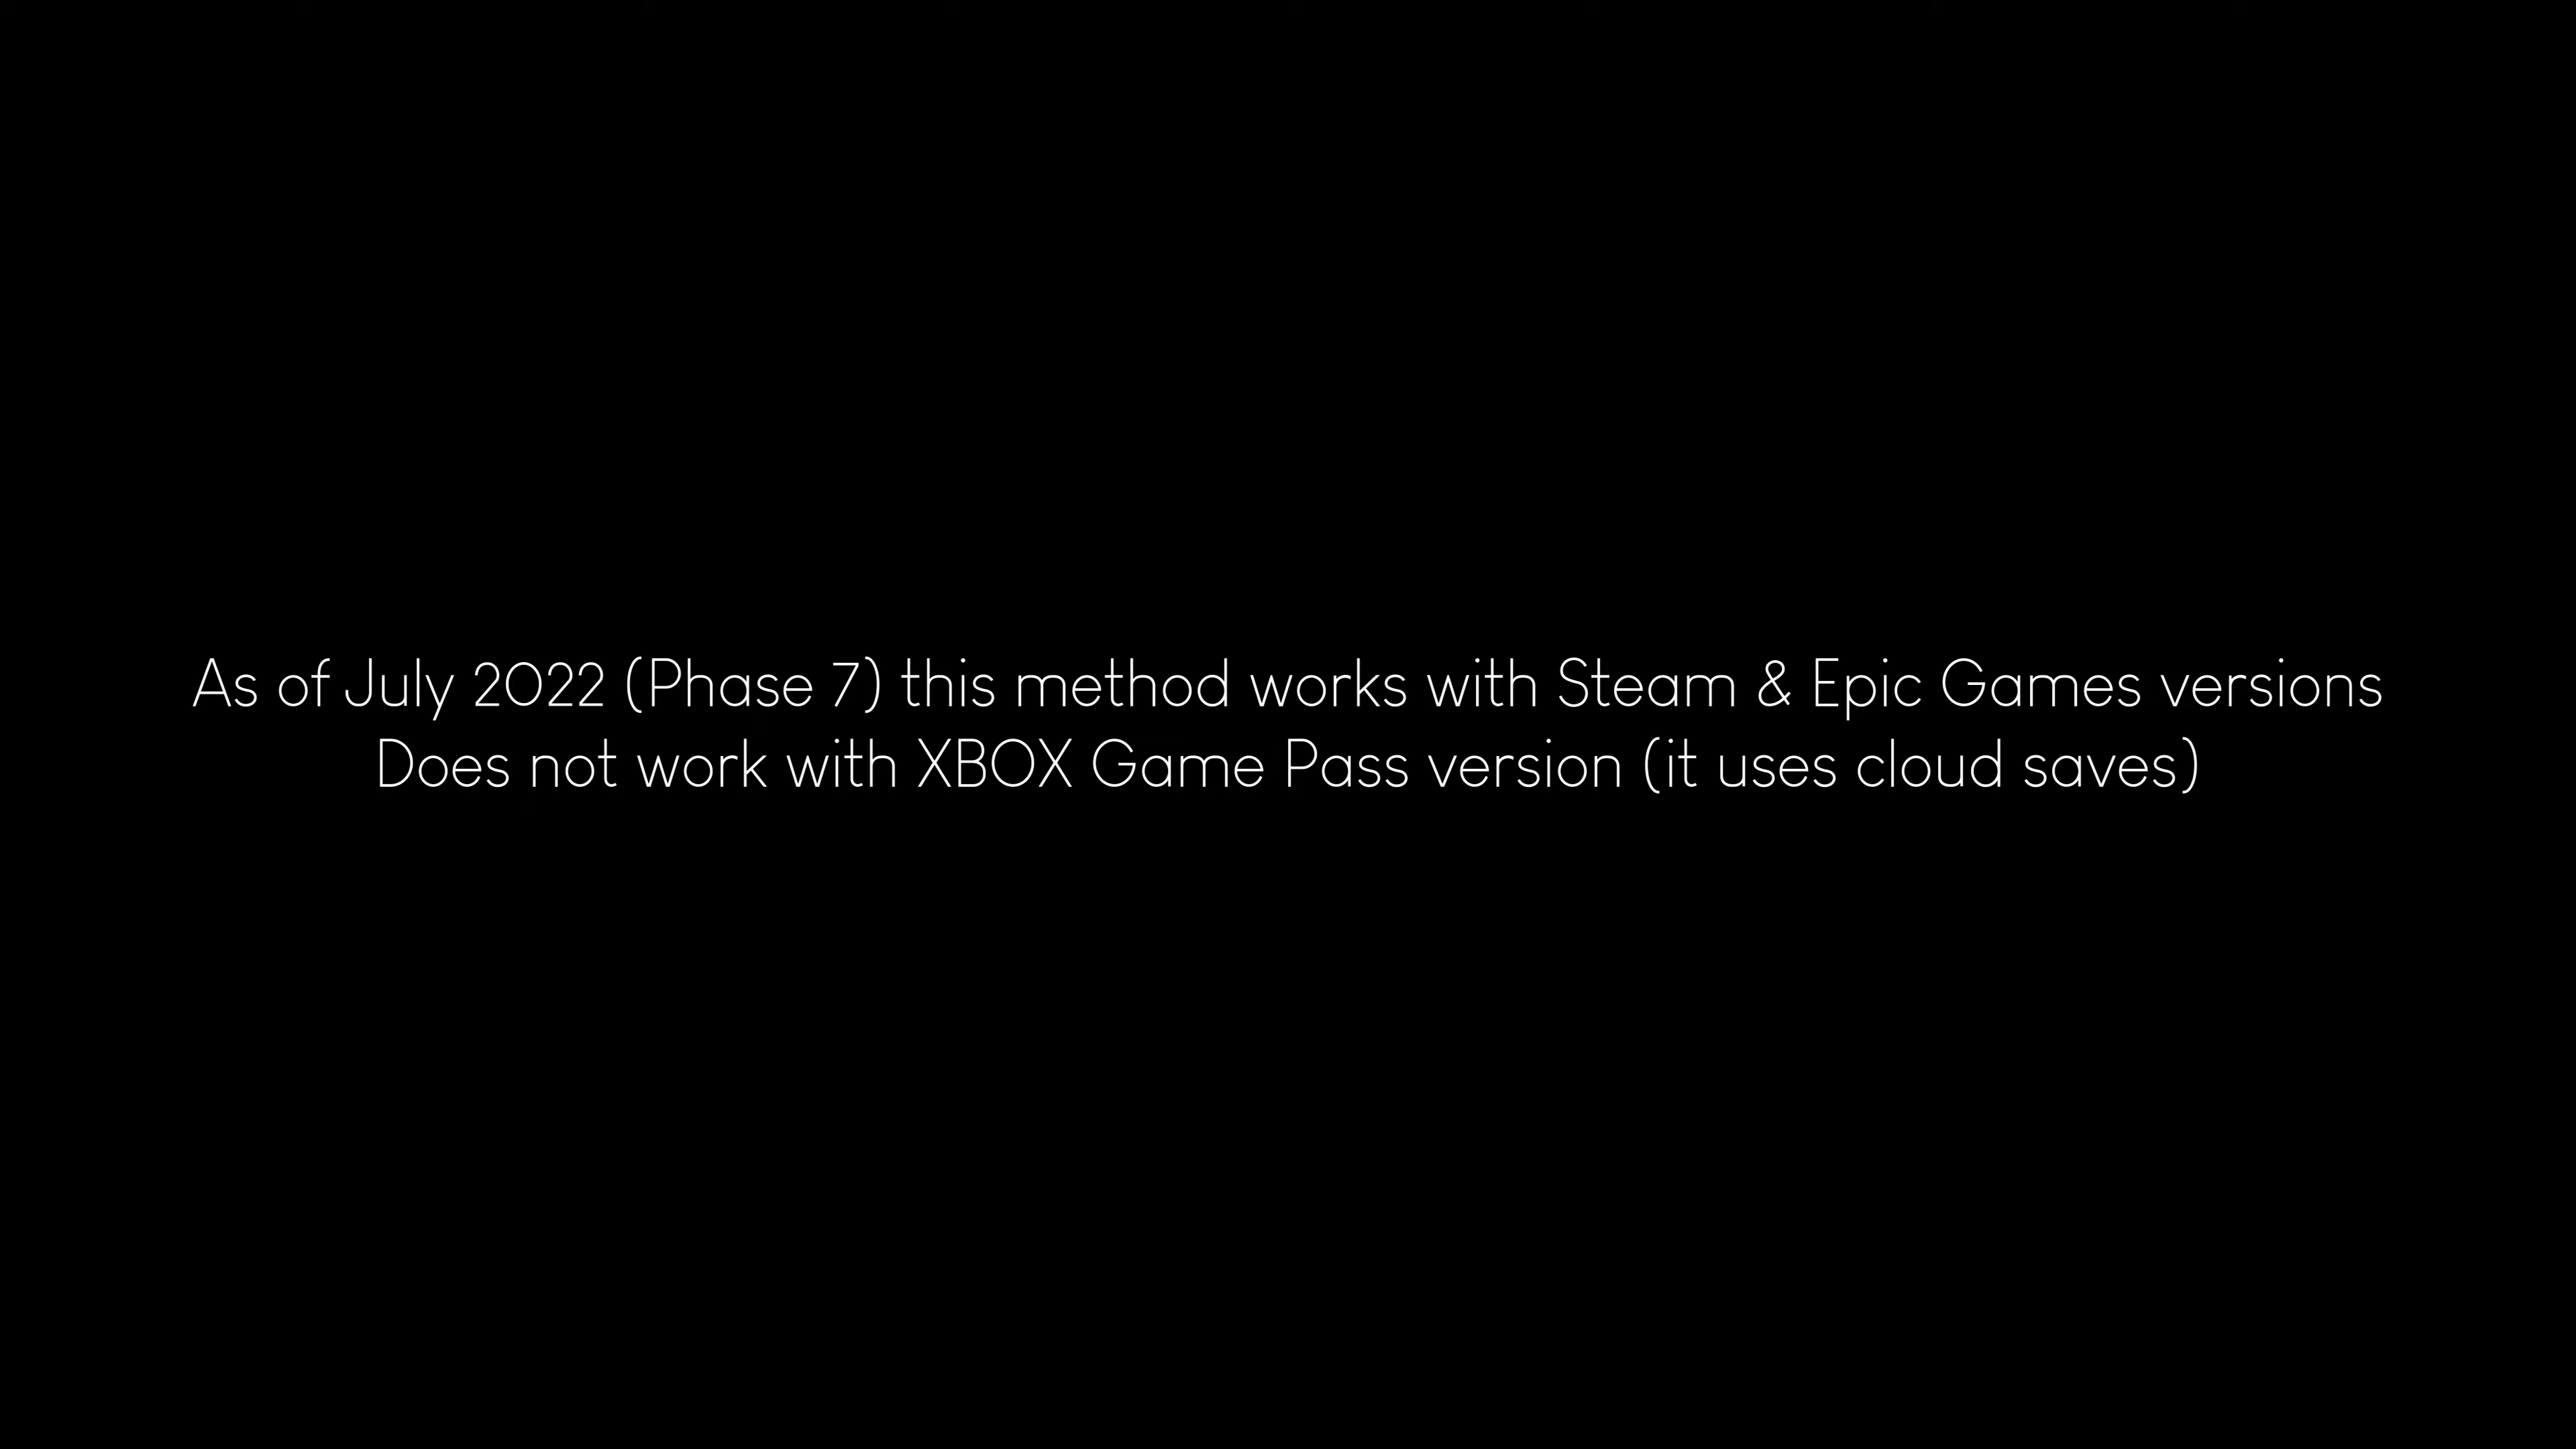 As of July 2022 (Phase 7) this method works with Steam & Epic Games versions
Does not work with XBOX Game Pass version (it uses cloud saves)